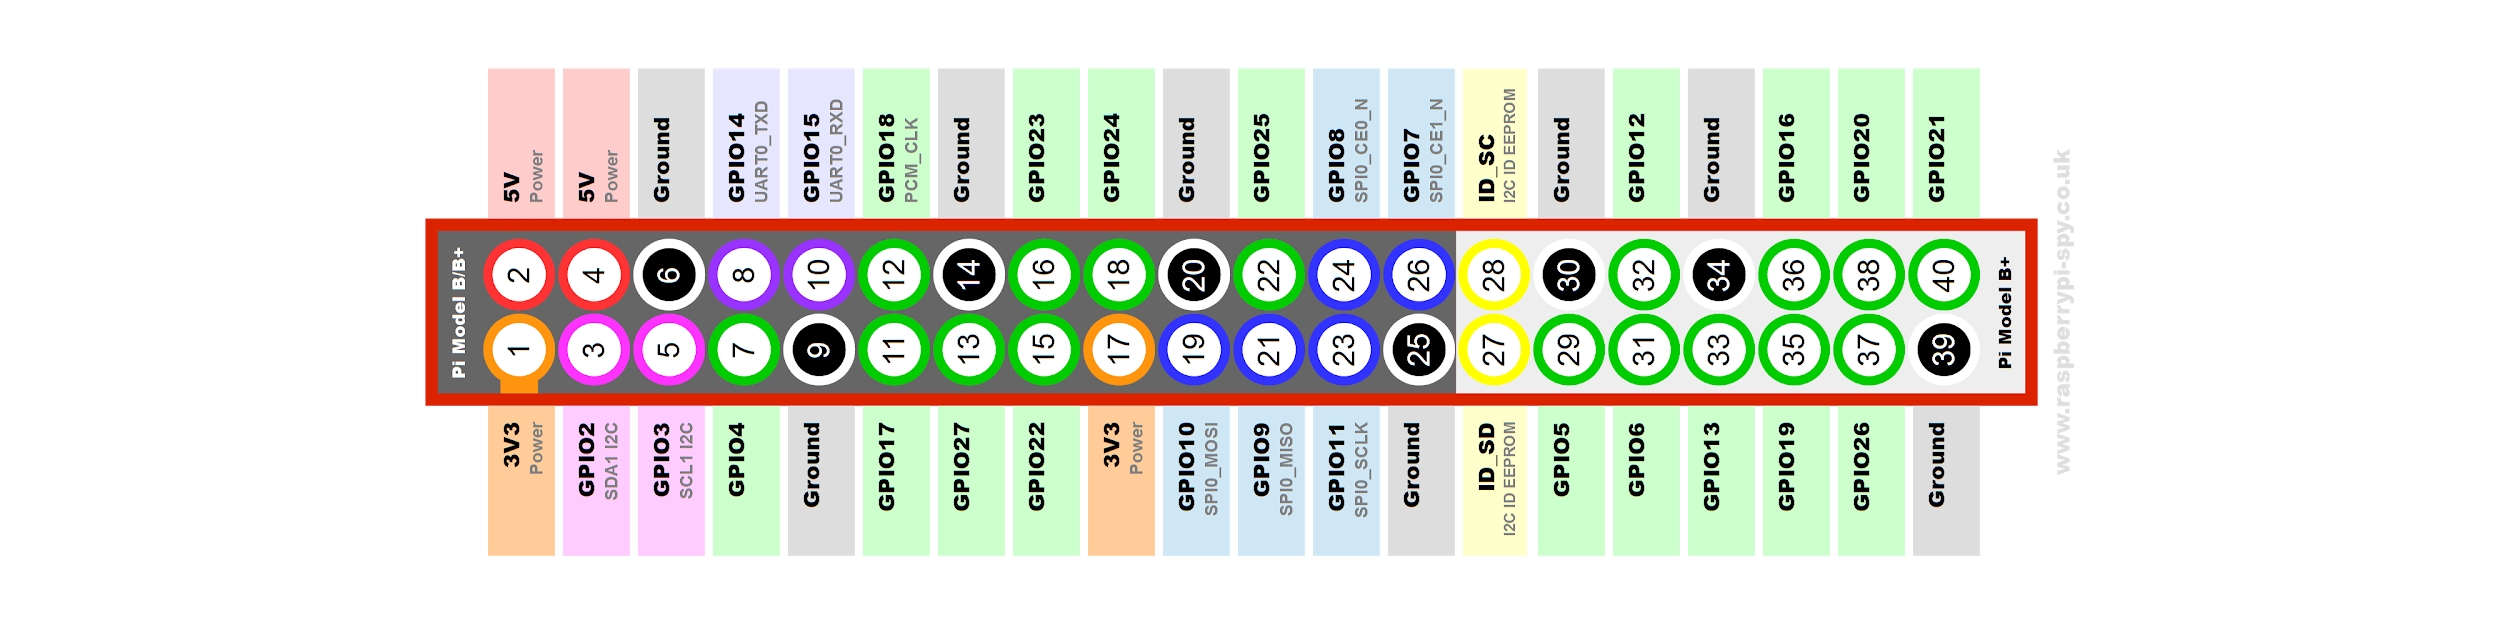 5V
Power
5V
Power
Ground
GPIO14
UART0_TXD
GPIO15
UART0_RXD
GPIO18
PCM_CLK
Ground
GPIO23
GPIO24
Ground
GPIO25
GPIO8
SPI0_CE0_N
GPIO7
SPI0_CE1_N
ID_SC
I2C ID EEPROM
Ground
GPIO12
Ground
GPIO16
GPIO20
GPIO21
Pi Model B/B+
2 4 6 8 10 12 14 16 18 20 22 24 26 28 30 32 34 36 38 40
1 3 5 7 9 11 13 15 17 19 21 23 25 27 29 31 33 35 37 39
Pi Model B+
3V3
Power
GPIO2
SDA1 I2C
GPIO3
SCL1 I2C
GPIO4
Ground
GPIO17
GPIO27
GPIO22
3V3
Power
GPIO10
SPI0_MOSI
GPIO9
SPI0_MISO
GPIO11
SPI0_SCLK
Ground
ID_SD
I2C ID EEPROM
GPIO5
GPIO6
GPIO13
GPIO19
GPIO26
Ground
www.raspberrypi-spy.co.uk